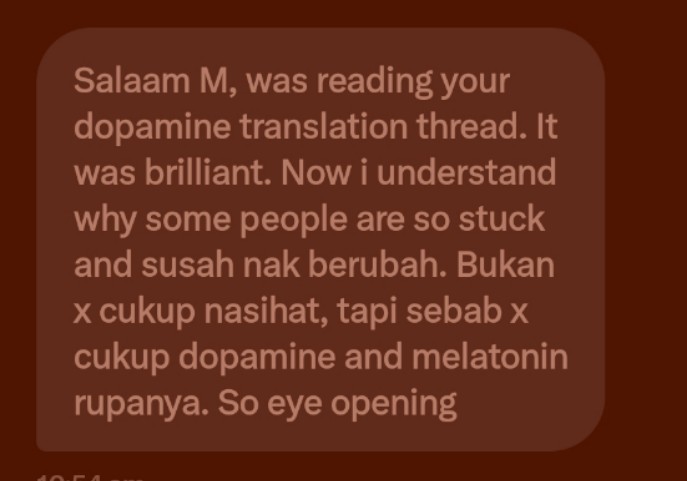 Salaam M, was reading your
dopamine translation thread. It
was brilliant. Now i understand
why some people are so stuck
and susah nak berubah. Bukan
x cukup nasihat, tapi sebab x
cukup dopamine and melatonin
rupanya. So eye opening